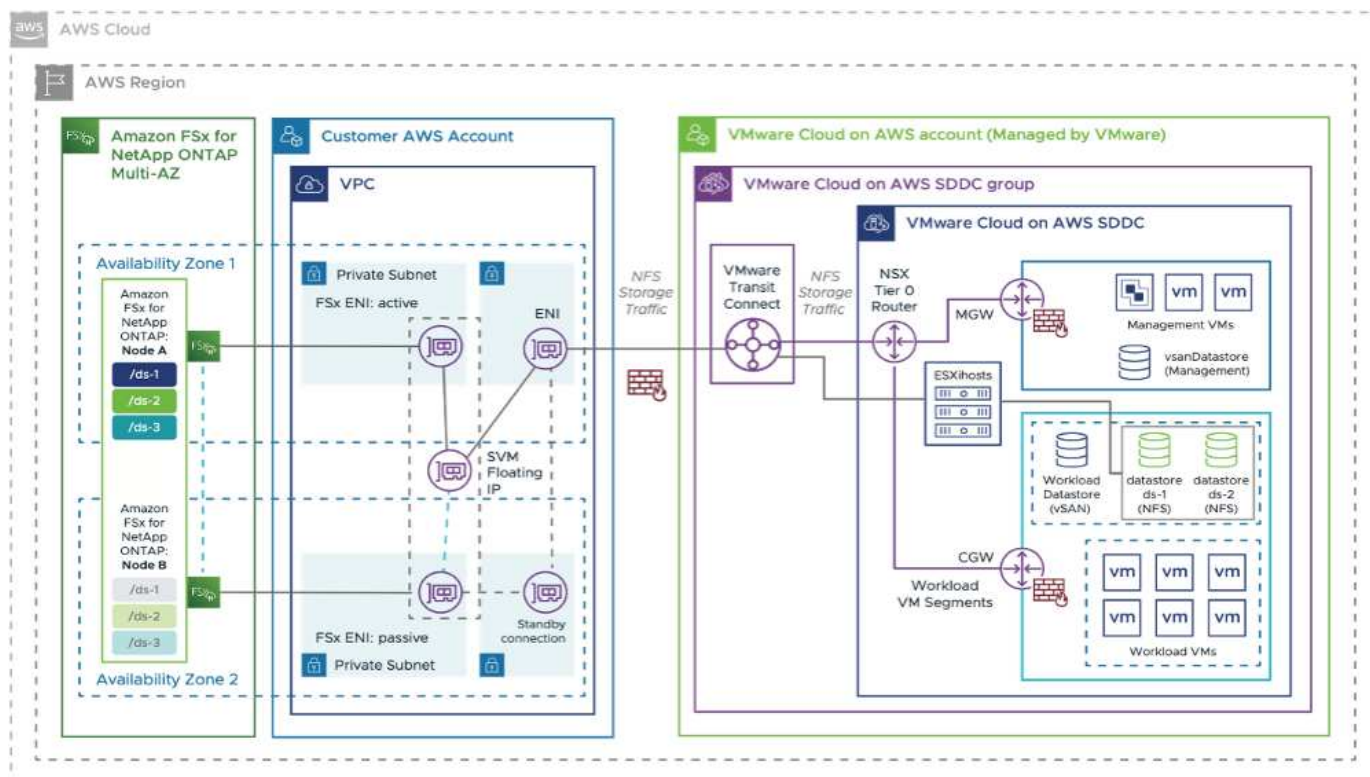 aws
AWS Cloud
AWS Region
FSx
Amazon FSx for
NetApp ONTAP
Multi-AZ
Availability Zone 1
Amazon
FSx for
NetApp
ONTAP:
Node A
/ds-1
/ds-2
/ds-3
FSx
Amazon
FSx for
NetApp
ONTAP:
Node B
/ds-1
/ds-2
/ds-3
FSx
Availability Zone 2
Customer AWS Account
VPC
Private Subnet
FSx ENI: active
ENI
SVM
Floating
IP
FSx ENI: passive
Private Subnet
Standby
connection
NFS
Storage
Traffic
VMware Cloud on AWS account (Managed by VMware)
VMware Cloud on AWS SDDC group
VMware
Transit
Connect
NFS
Storage
Traffic
VMware Cloud on AWS SDDC
NSX
Tier 0
Router
MGW
vm
vm
Management VMs
vsanDatastore
(Management)
ESXihosts
Workload
Datastore
(vSAN)
datastore
ds-1
(NFS)
datastore
ds-2
(NFS)
CGW
Workload
VM Segments
vm
vm
vm
vm
vm
vm
Workload VMs